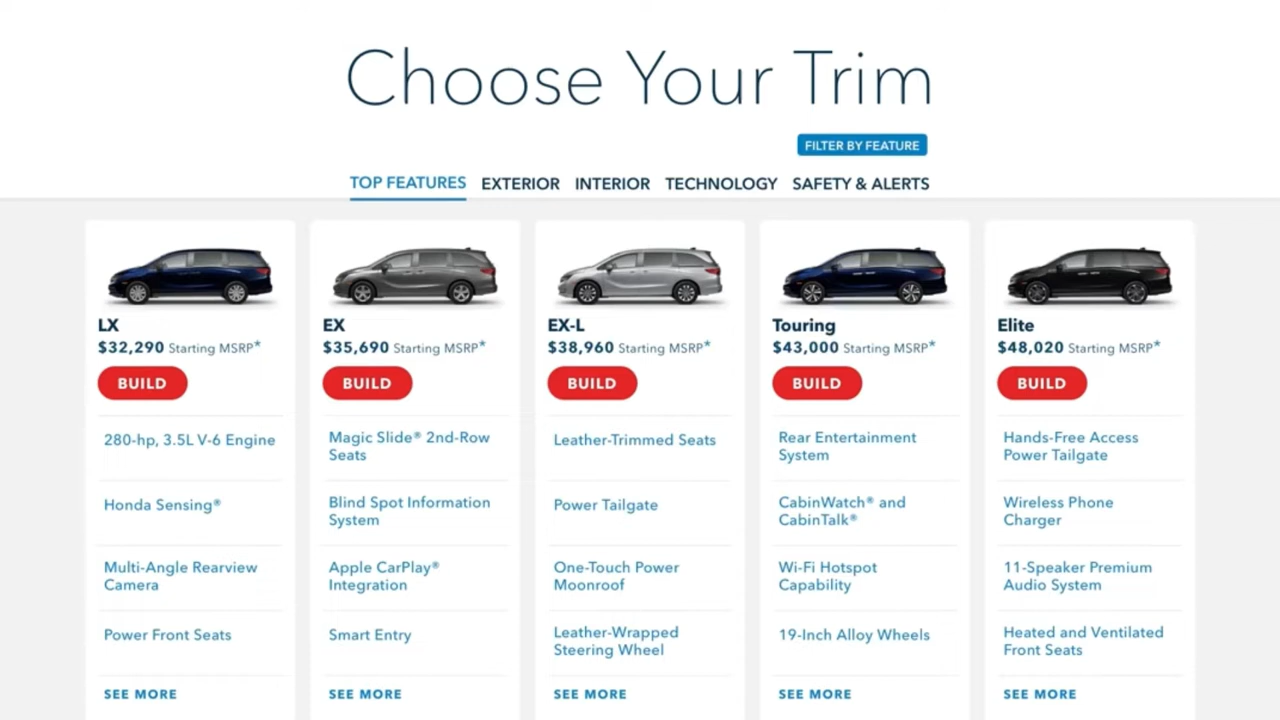 Choose Your Trim
FILTER BY FEATURE
TOP FEATURES EXTERIOR INTERIOR TECHNOLOGY SAFETY & ALERTS
LX
$32,290 Starting MSRP*
BUILD
280-hp, 3.5L V-6 Engine
Honda Sensing®
Multi-Angle Rearview
Camera
Power Front Seats
SEE MORE
EX
$35,690 Starting MSRP*
BUILD
Magic Slide® 2nd-Row
Seats
Blind Spot Information
System
Apple CarPlay®
Integration
Smart Entry
SEE MORE
EX-L
$38,960 Starting MSRP*
BUILD
Leather-Trimmed Seats
Power Tailgate
One-Touch Power
Moonroof
Leather-Wrapped
Steering Wheel
SEE MORE
Touring
$43,000 Starting MSRP*
BUILD
Rear Entertainment
System
CabinWatch® and
CabinTalk®
Wi-Fi Hotspot
Capability
19-Inch Alloy Wheels
SEE MORE
Elite
$48,020 Starting MSRP*
BUILD
Hands-Free Access
Power Tailgate
Wireless Phone
Charger
11-Speaker Premium
Audio System
Heated and Ventilated
Front Seats
SEE MORE